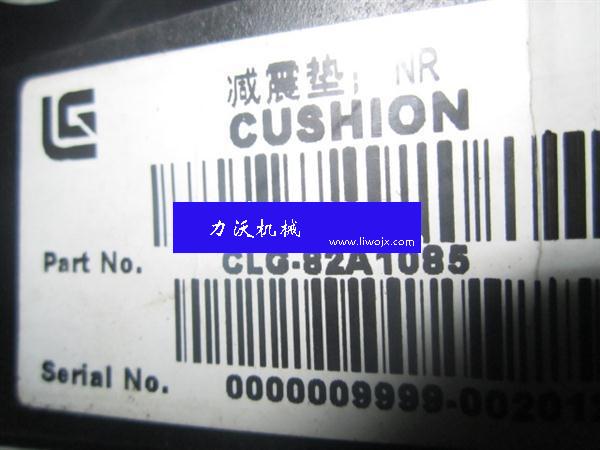 减震垫; NR
CUSHION
力沃机械
www.liwojx.com
Part No. CLG-82A1085
Serial No. 0000009999-00201